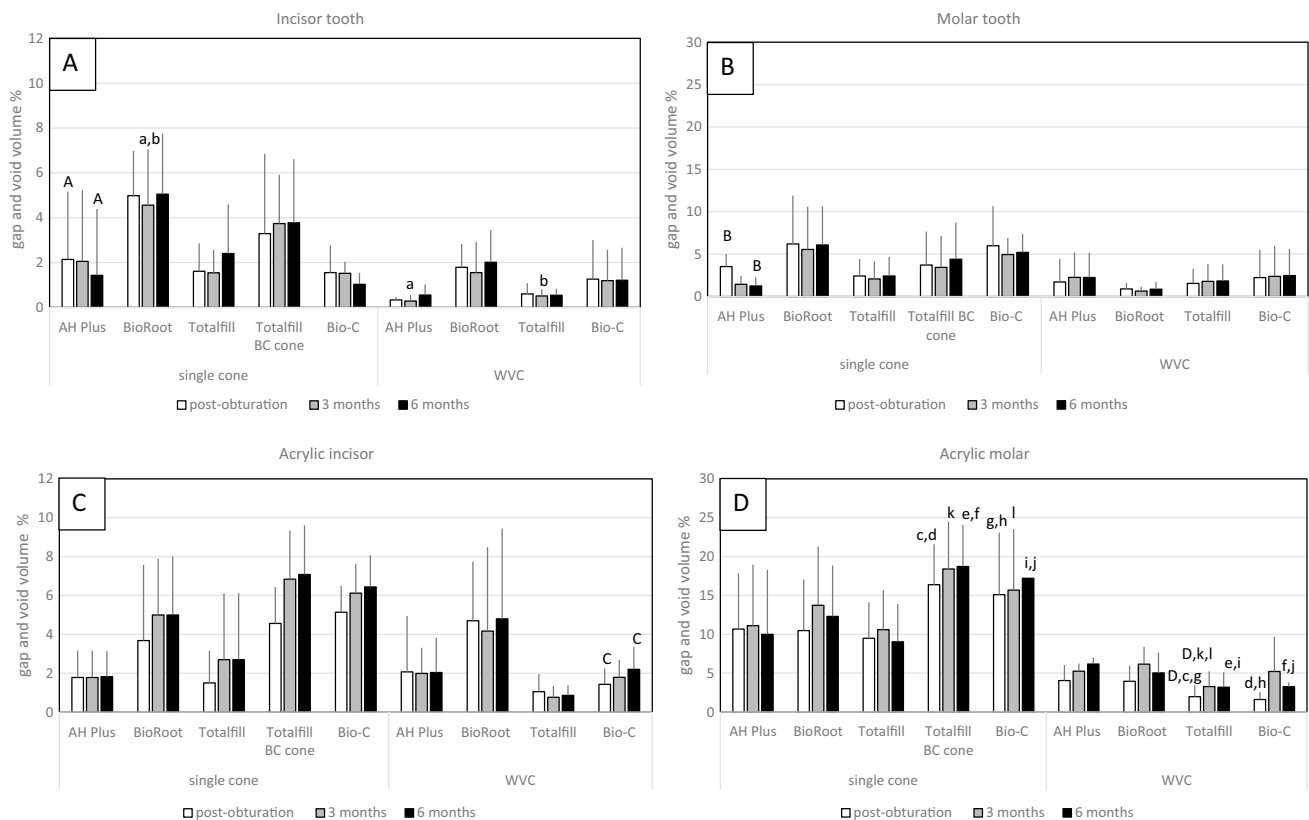 Incisor tooth
A
gap and void volume %
12
10
8
6
4
2
0
A
A
a,b
a
b
AH Plus BioRoot Totalfill Totalfill BC cone Bio-C AH Plus BioRoot Totalfill Bio-C
single cone WVC
post-obturation 3 months 6 months
Molar tooth
B
gap and void volume %
30
25
20
15
10
5
0
B
B
AH Plus BioRoot Totalfill Totalfill BC cone Bio-C AH Plus BioRoot Totalfill Bio-C
single cone WVC
post-obturation 3 months 6 months
Acrylic incisor
C
gap and void volume %
12
10
8
6
4
2
0
C
C
AH Plus BioRoot Totalfill Totalfill BC cone Bio-C AH Plus BioRoot Totalfill Bio-C
single cone WVC
post-obturation 3 months 6 months
Acrylic molar
D
gap and void volume %
30
25
20
15
10
5
0
c,d
k
e,f
g,h
l
i,j
D,c,g
D,k,l
e,i
d,h
f,j
AH Plus BioRoot Totalfill Totalfill BC cone Bio-C AH Plus BioRoot Totalfill Bio-C
single cone WVC
post-obturation 3 months 6 months